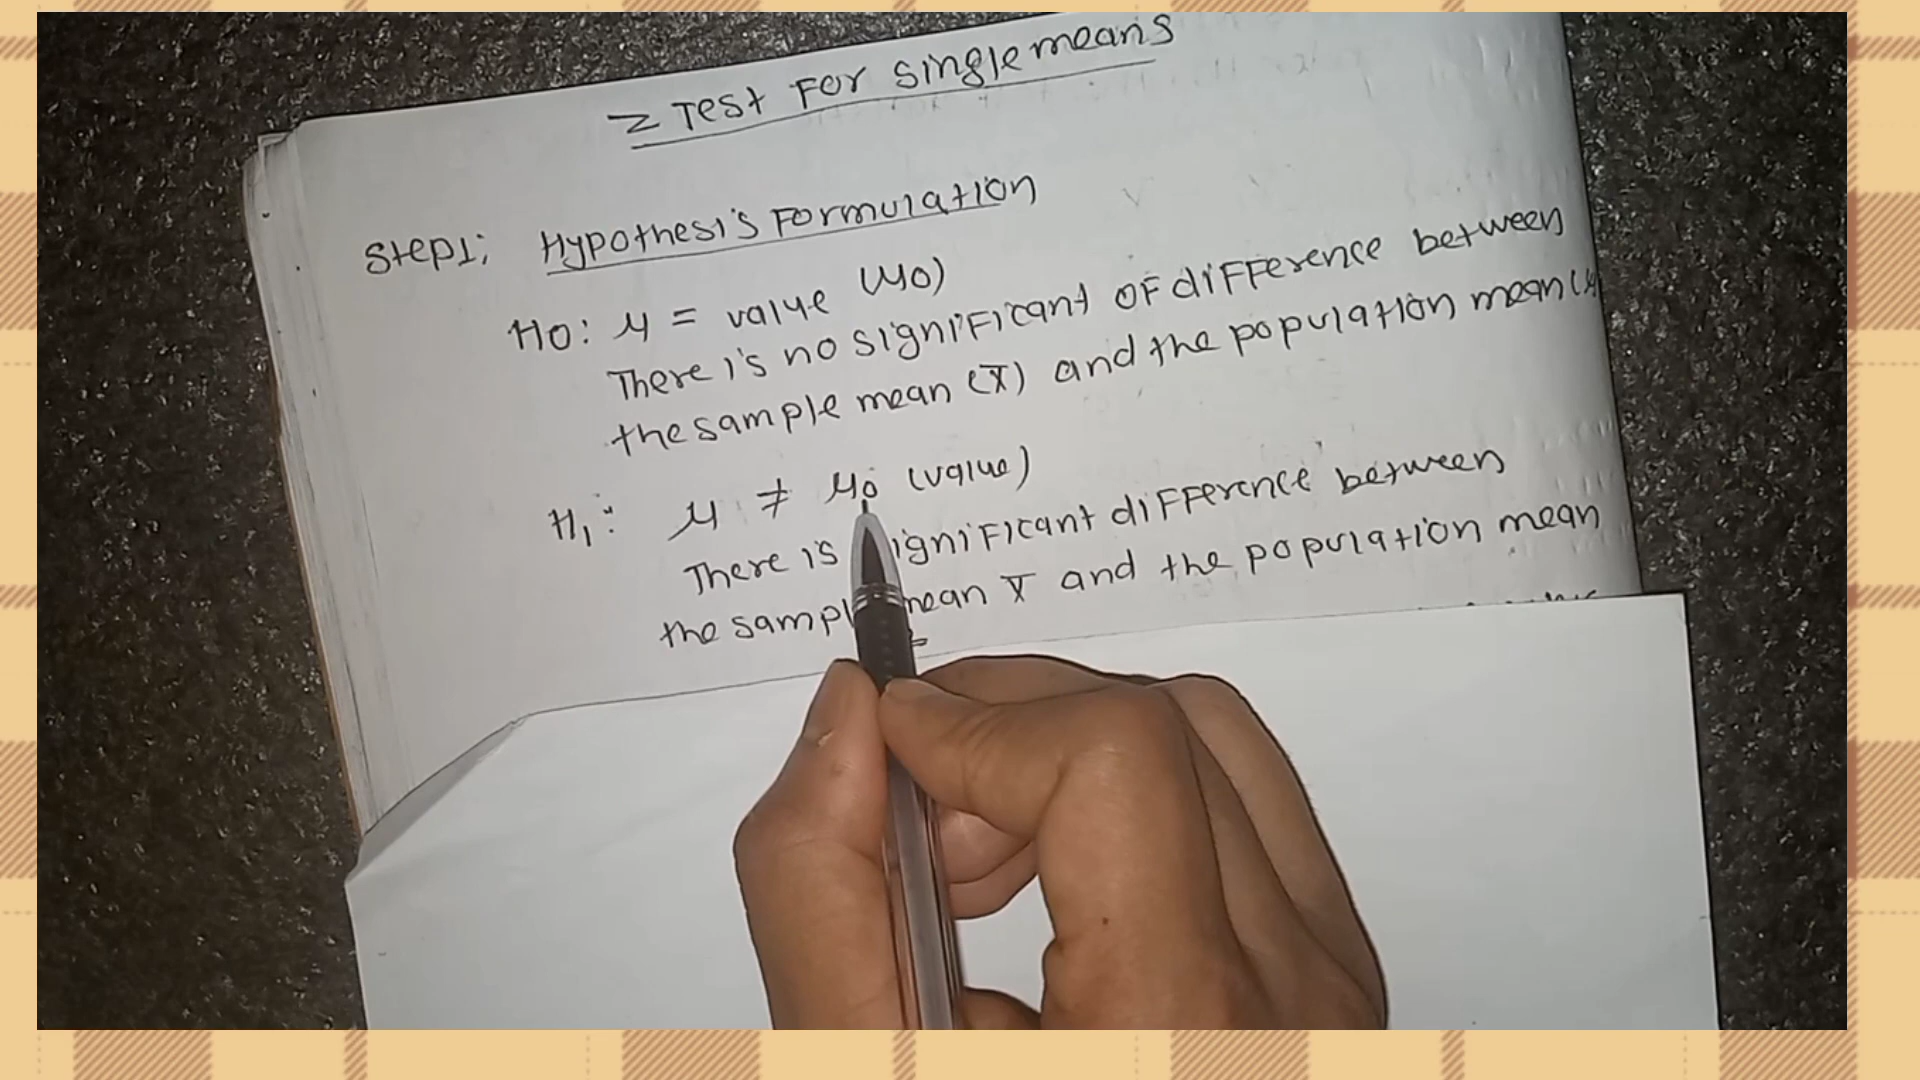 Z Test For single means
Step1; Hypothesis Formulation
H0: μ = value (μ0)
There is no significant of difference between
the sample mean (X̄) and the population mean (μ
H1: μ ≠ μ0 (value)
There is significant difference between
the sample mean X̄ and the population mean